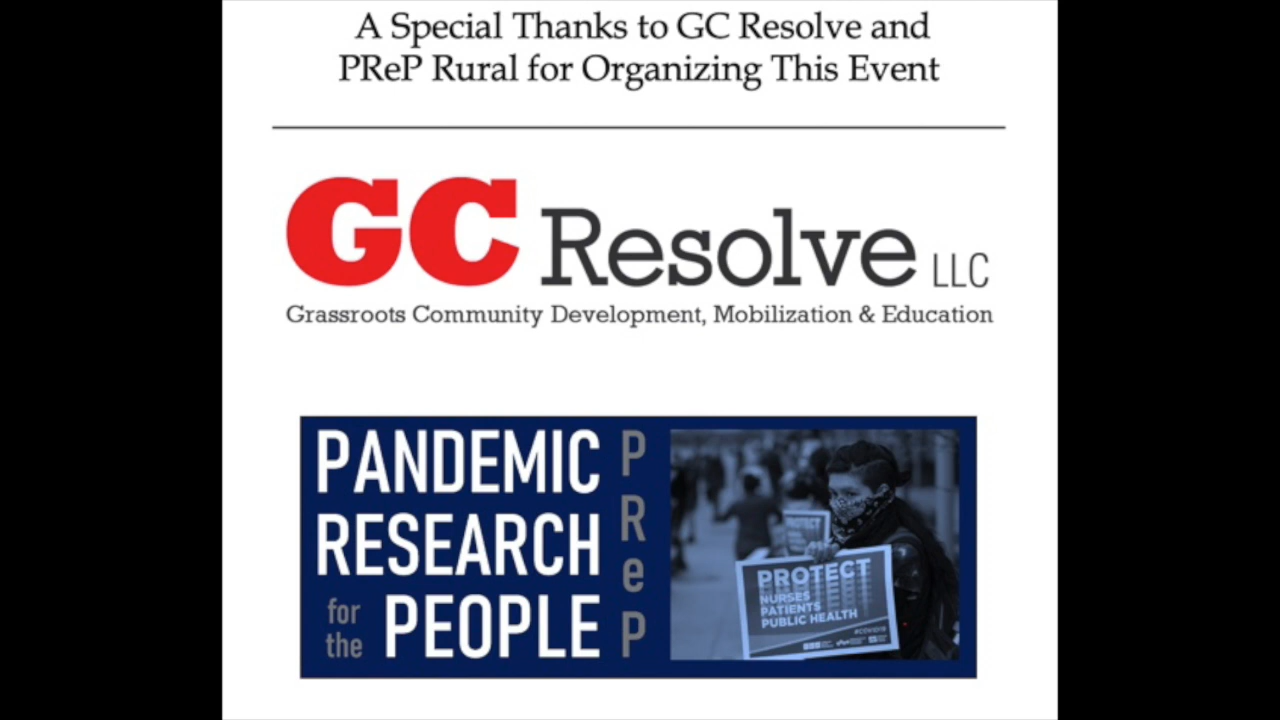 A Special Thanks to GC Resolve and
PReP Rural for Organizing This Event
GC Resolve LLC
Grassroots Community Development, Mobilization & Education
PANDEMIC
RESEARCH
for the PEOPLE
PReP
PROTECT
PROTECT
NURSES
PATIENTS
PUBLIC HEALTH